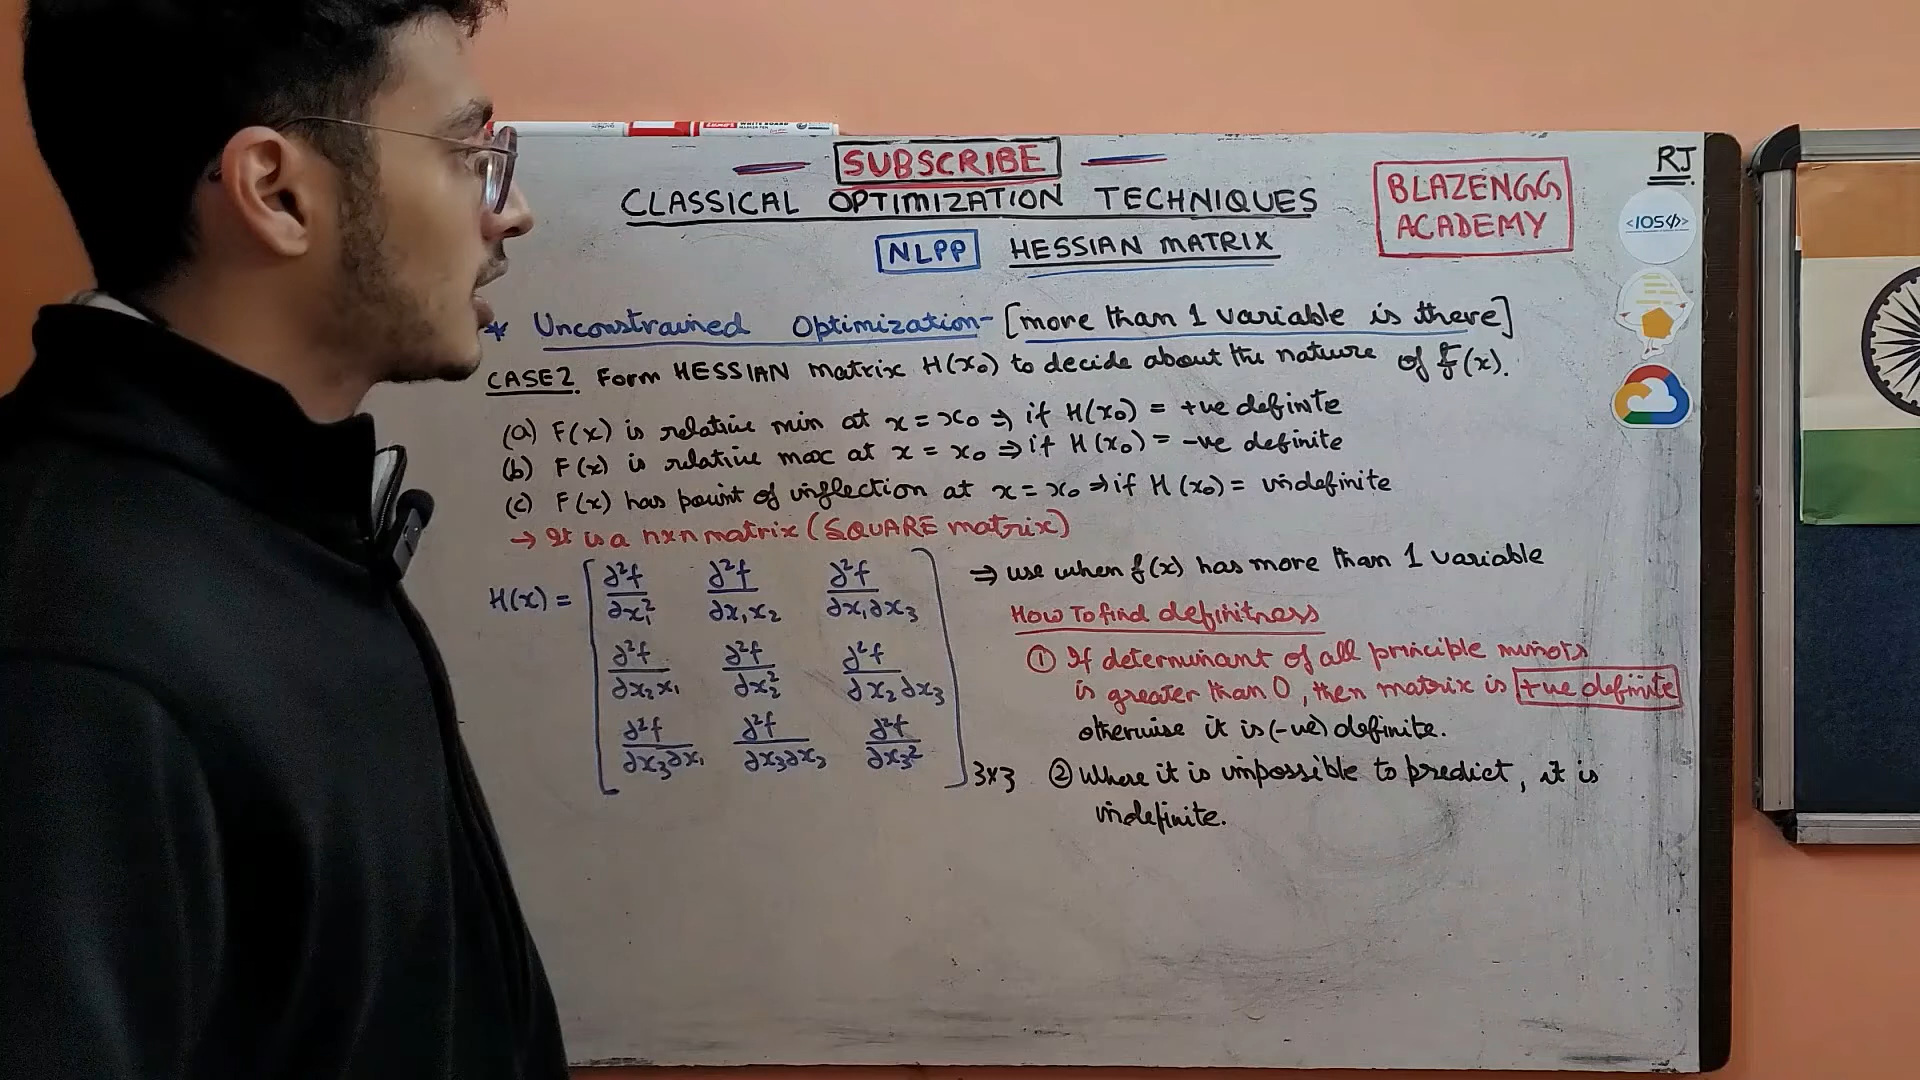 SUBSCRIBE
CLASSICAL OPTIMIZATION TECHNIQUES
NLPP HESSIAN MATRIX
BLAZENGG
ACADEMY
RJ
<IOS</>
* Unconstrained Optimization- [more than 1 variable is there]
CASE2. Form HESSIAN matrix H(x₀) to decide about the nature of f(x).
(a) F(x) is relative min at x = x₀ ⇒ if H(x₀) = +ve definite
(b) F(x) is relative max at x = x₀ ⇒ if H(x₀) = -ve definite
(c) F(x) has point of inflection at x = x₀ ⇒ if H(x₀) = indefinite
→ It is a nxn matrix (SQUARE matrix)
H(x) = [ ∂²f/∂x₁² ∂²f/∂x₁x₂ ∂²f/∂x₁∂x₃
∂²f/∂x₂x₁ ∂²f/∂x₂² ∂²f/∂x₂∂x₃
∂²f/∂x₃∂x₁ ∂²f/∂x₃∂x₂ ∂²f/∂x₃² ] 3x3
⇒ use when f(x) has more than 1 variable
How To find definitness
① If determinant of all principle minors
is greater than 0, then matrix is +ve definite
otherwise it is (-ve) definite.
② Where it is impossible to predict, it is
indefinite.